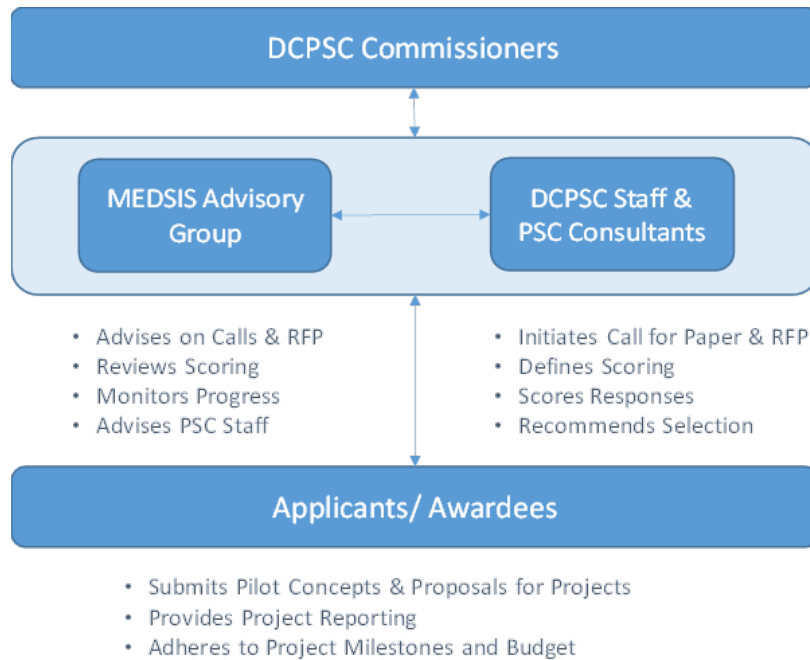 DCPSC Commissioners
MEDSIS Advisory
Group
DCPSC Staff &
PSC Consultants
• Advises on Calls & RFP
• Reviews Scoring
• Monitors Progress
• Advises PSC Staff
• Initiates Call for Paper & RFP
• Defines Scoring
• Scores Responses
• Recommends Selection
Applicants/ Awardees
• Submits Pilot Concepts & Proposals for Projects
• Provides Project Reporting
• Adheres to Project Milestones and Budget